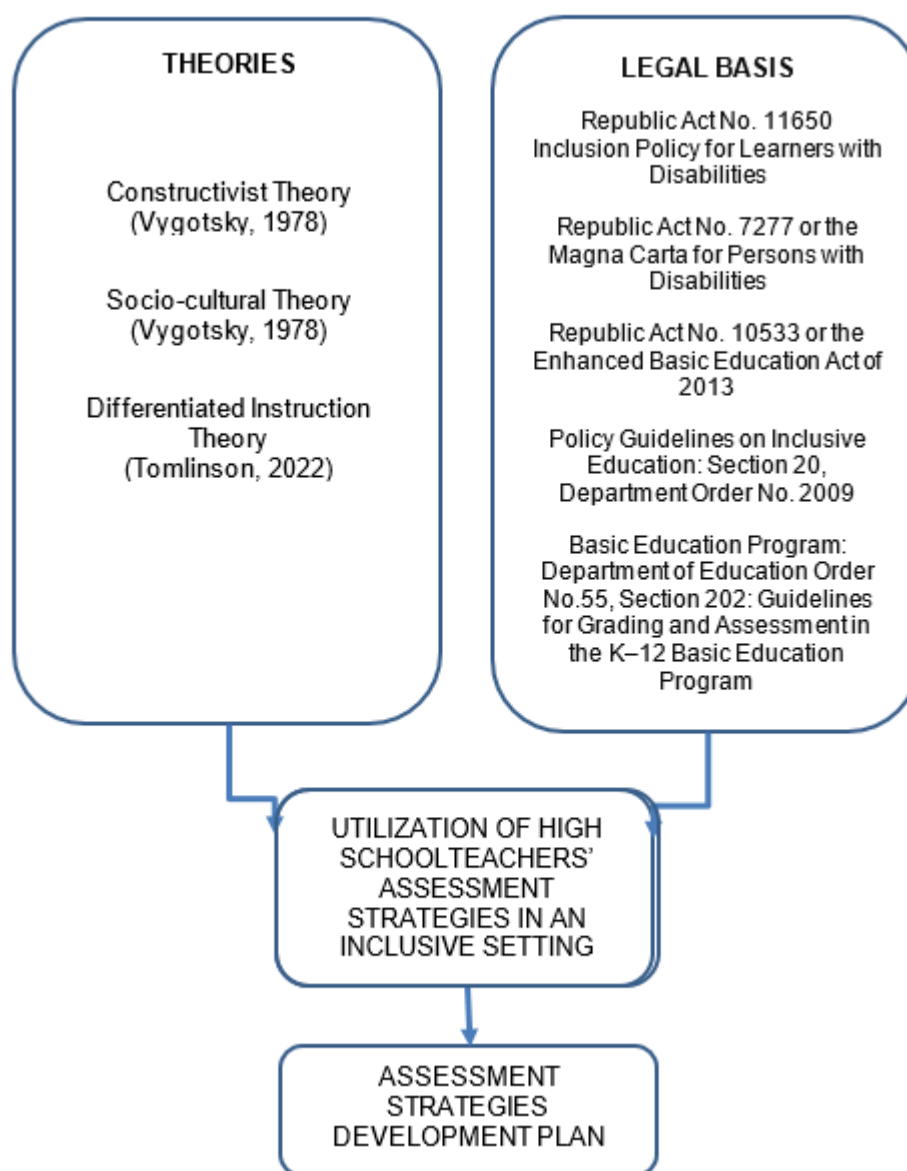 THEORIES
Constructivist Theory
(Vygotsky, 1978)
Socio-cultural Theory
(Vygotsky, 1978)
Differentiated Instruction
Theory
(Tomlinson, 2022)
LEGAL BASIS
Republic Act No. 11650
Inclusion Policy for Learners with
Disabilities
Republic Act No. 7277 or the
Magna Carta for Persons with
Disabilities
Republic Act No. 10533 or the
Enhanced Basic Education Act of
2013
Policy Guidelines on Inclusive
Education: Section 20,
Department Order No. 2009
Basic Education Program:
Department of Education Order
No.55, Section 202: Guidelines
for Grading and Assessment in
the K–12 Basic Education
Program
UTILIZATION OF HIGH
SCHOOLTEACHERS’
ASSESSMENT
STRATEGIES IN AN
INCLUSIVE SETTING
ASSESSMENT
STRATEGIES
DEVELOPMENT PLAN